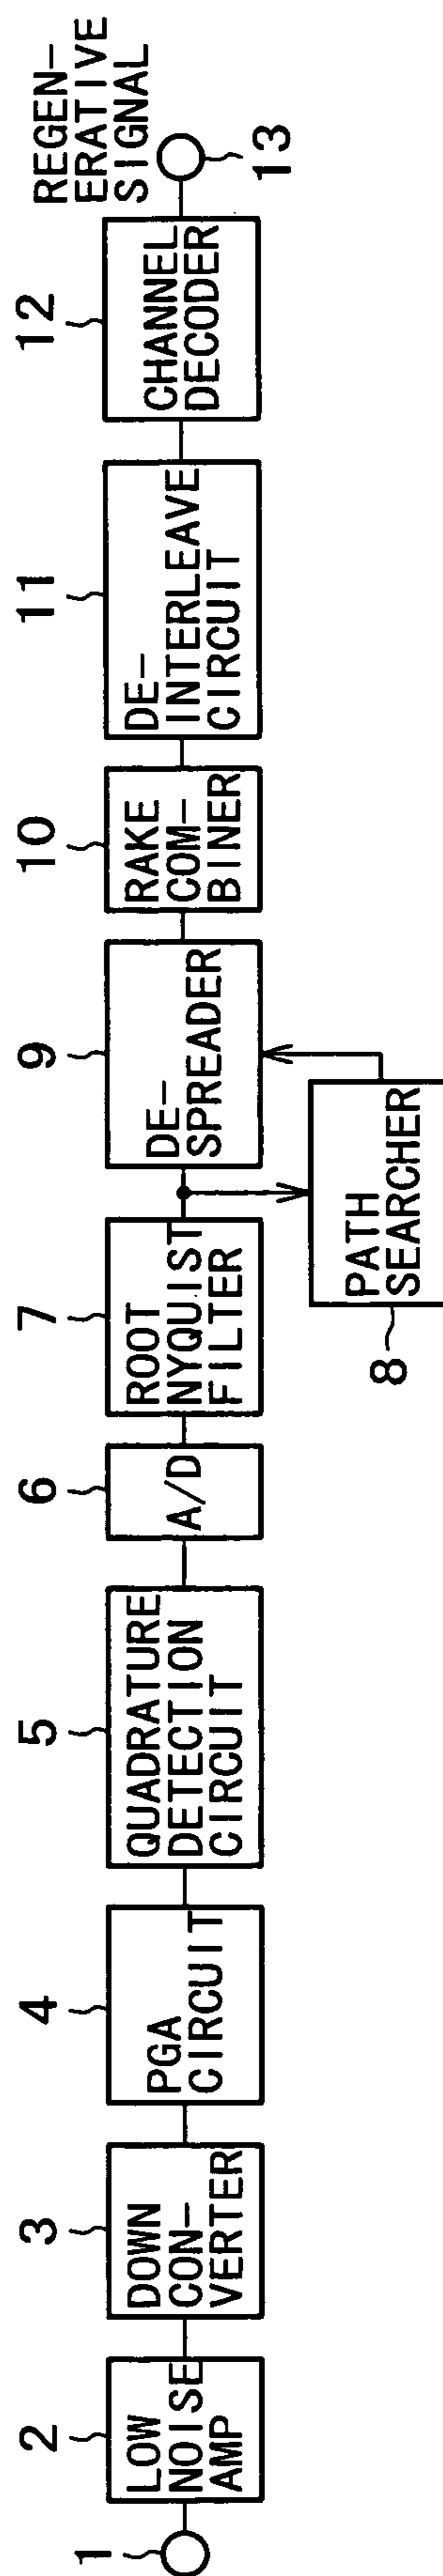 1
2
LOW
NOISE
AMP
3
DOWN
CON-
VERTER
4
PGA
CIRCUIT
5
QUADRATURE
DETECTION
CIRCUIT
6
A/D
7
ROOT
NYQUIST
FILTER
8
PATH
SEARCHER
9
DE-
SPREADER
10
RAKE
COM-
BINER
11
DE-
INTERLEAVE
CIRCUIT
12
CHANNEL
DECODER
REGEN-
ERATIVE
SIGNAL
13